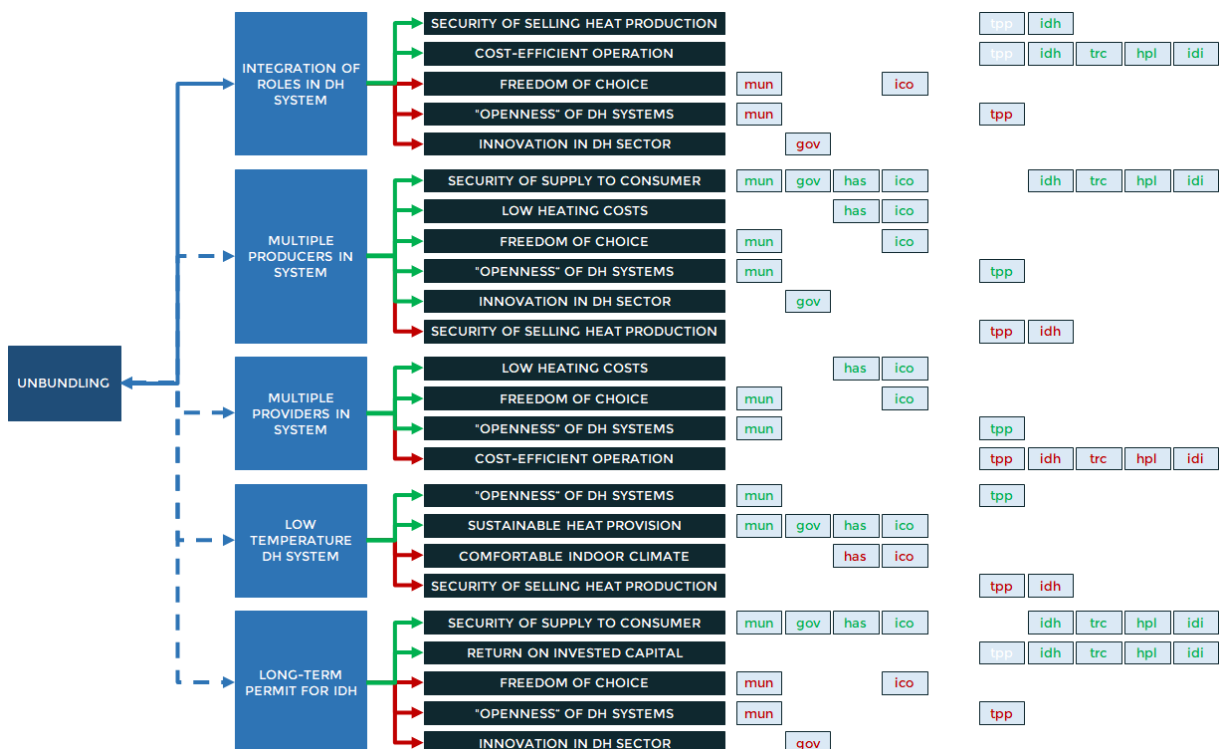 UNBUNDLING
INTEGRATION OF
ROLES IN DH
SYSTEM
SECURITY OF SELLING HEAT PRODUCTION tpp idh
COST-EFFICIENT OPERATION tpp idh trc hpl idi
FREEDOM OF CHOICE mun ico
"OPENNESS" OF DH SYSTEMS mun tpp
INNOVATION IN DH SECTOR gov
MULTIPLE
PRODUCERS IN
SYSTEM
SECURITY OF SUPPLY TO CONSUMER mun gov has ico idh trc hpl idi
LOW HEATING COSTS has ico
FREEDOM OF CHOICE mun ico
"OPENNESS" OF DH SYSTEMS mun tpp
INNOVATION IN DH SECTOR gov
SECURITY OF SELLING HEAT PRODUCTION tpp idh
MULTIPLE
PROVIDERS IN
SYSTEM
LOW HEATING COSTS has ico
FREEDOM OF CHOICE mun ico
"OPENNESS" OF DH SYSTEMS mun tpp
COST-EFFICIENT OPERATION tpp idh trc hpl idi
LOW
TEMPERATURE
DH SYSTEM
"OPENNESS" OF DH SYSTEMS mun tpp
SUSTAINABLE HEAT PROVISION mun gov has ico
COMFORTABLE INDOOR CLIMATE has ico
SECURITY OF SELLING HEAT PRODUCTION tpp idh
LONG-TERM
PERMIT FOR IDH
SECURITY OF SUPPLY TO CONSUMER mun gov has ico idh trc hpl idi
RETURN ON INVESTED CAPITAL tpp idh trc hpl idi
FREEDOM OF CHOICE mun ico
"OPENNESS" OF DH SYSTEMS mun tpp
INNOVATION IN DH SECTOR gov